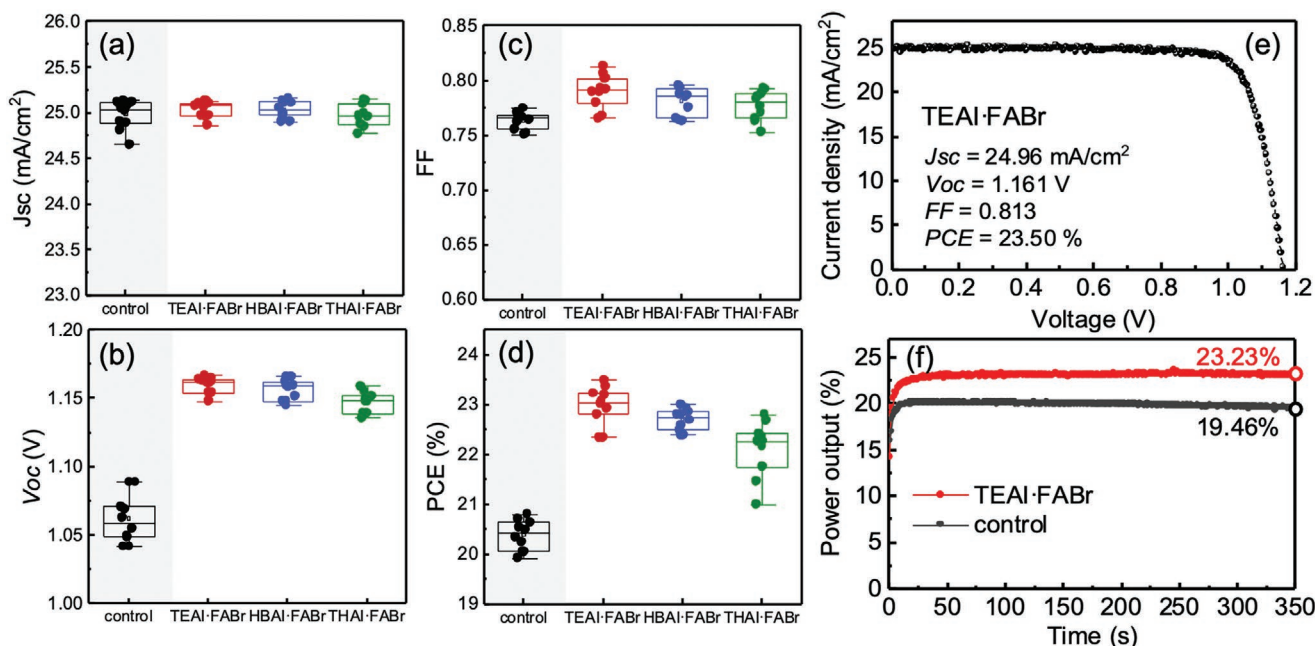 (a)
Jsc (mA/cm²)
26.0
25.5
25.0
24.5
24.0
23.5
23.0
control
TEAI·FABr
HBAI·FABr
THAI·FABr
(c)
FF
0.85
0.80
0.75
0.70
0.65
0.60
control
TEAI·FABr
HBAI·FABr
THAI·FABr
(e)
Current density (mA/cm²)
30
25
20
15
10
5
0
TEAI·FABr
Jsc = 24.96 mA/cm²
Voc = 1.161 V
FF = 0.813
PCE = 23.50 %
0.0 0.2 0.4 0.6 0.8 1.0 1.2
Voltage (V)
(b)
Voc (V)
1.20
1.15
1.10
1.05
1.00
control
TEAI·FABr
HBAI·FABr
THAI·FABr
(d)
PCE (%)
24
23
22
21
20
19
control
TEAI·FABr
HBAI·FABr
THAI·FABr
(f)
Power output (%)
25
20
15
10
5
0
23.23%
19.46%
TEAI·FABr
control
0 50 100 150 200 250 300 350
Time (s)